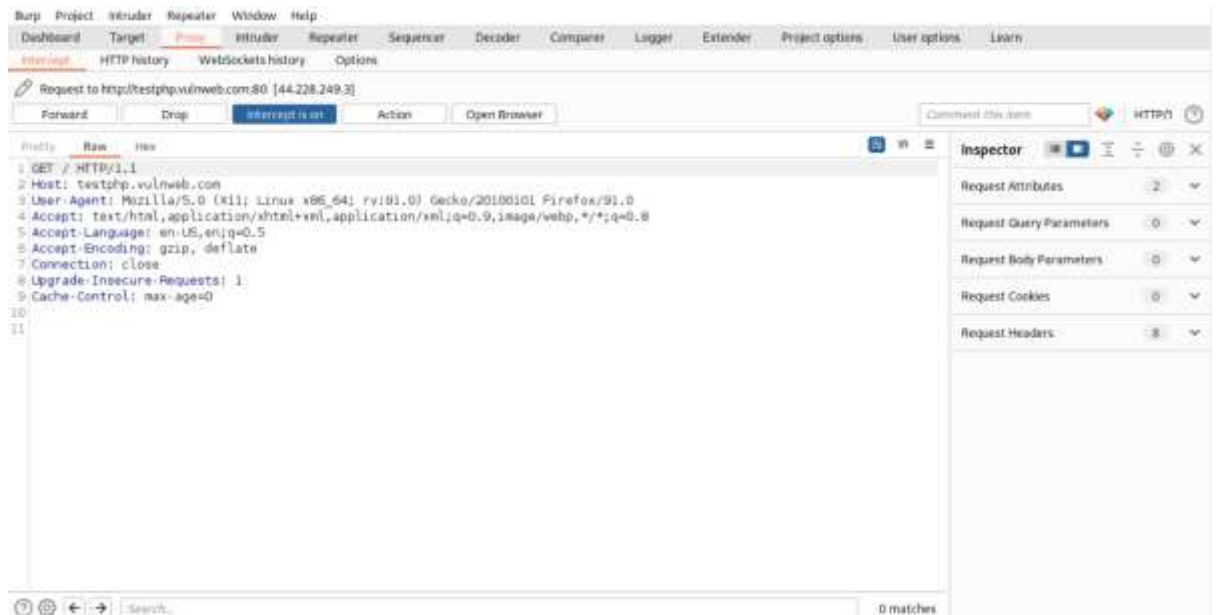 Burp Project Intruder Repeater Window Help
Dashboard Target Proxy Intruder Repeater Sequencer Decoder Comparer Logger Extender Project options User options Learn
Intercept HTTP history WebSockets history Options
Request to http://testphp.vulnweb.com:80 [44.228.249.3]
Forward Drop Intercept is on Action Open Browser Comment this item HTTP/1
Pretty Raw Hex \n Inspector
1 GET / HTTP/1.1
2 Host: testphp.vulnweb.com
3 User-Agent: Mozilla/5.0 (X11; Linux x86_64; rv:91.0) Gecko/20100101 Firefox/91.0
4 Accept: text/html,application/xhtml+xml,application/xml;q=0.9,image/webp,*/*;q=0.8
5 Accept-Language: en-US,en;q=0.5
6 Accept-Encoding: gzip, deflate
7 Connection: close
8 Upgrade-Insecure-Requests: 1
9 Cache-Control: max-age=0
10
11
Request Attributes 2
Request Query Parameters 0
Request Body Parameters 0
Request Cookies 0
Request Headers 8
Search... 0 matches